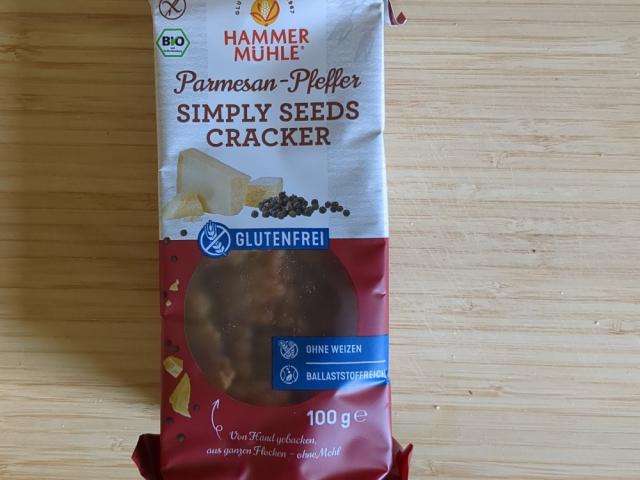 HAMMER
MÜHLE
Parmesan-Pfeffer
SIMPLY SEEDS
CRACKER
BIO
GLUTENFREI
OHNE WEIZEN
BALLASTSTOFFREICH
100 g ℮
Von Hand gebacken,
aus ganzen Flocken - ohne Mehl